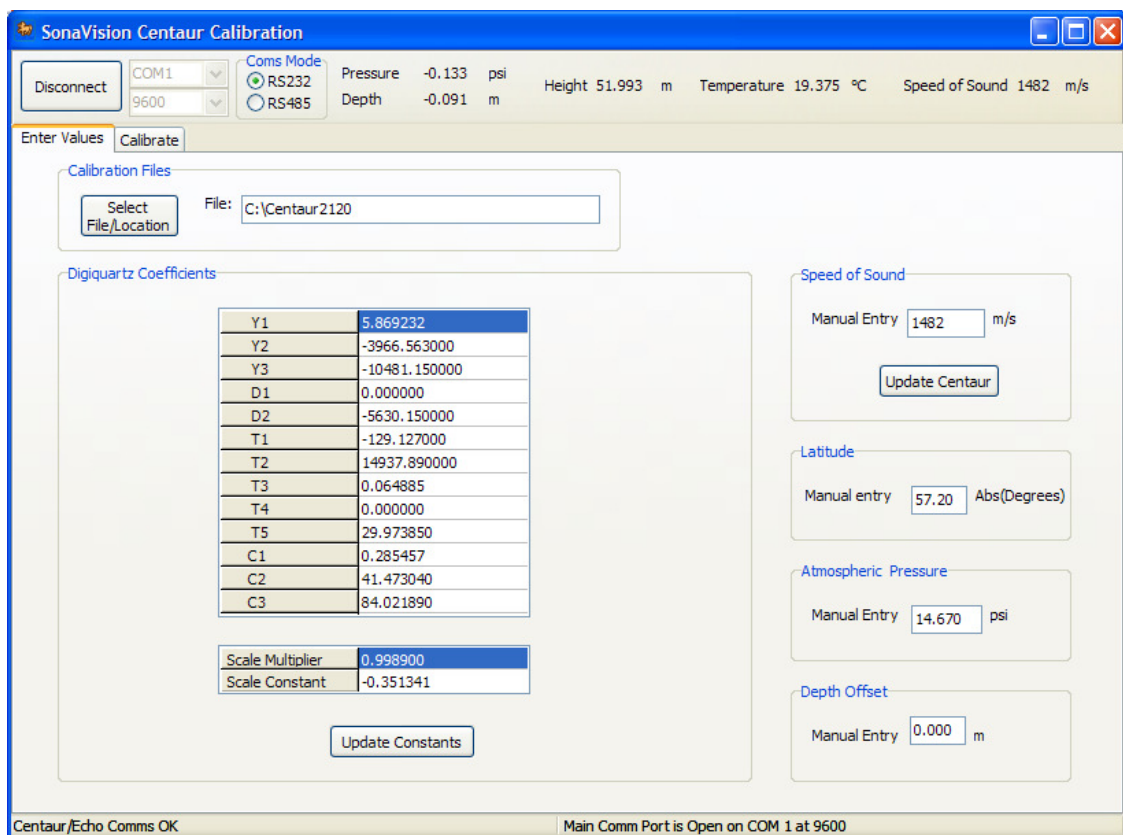 SonaVision Centaur Calibration
Disconnect
COM1
9600
Coms Mode
RS232
RS485
Pressure -0.133 psi
Depth -0.091 m
Height 51.993 m
Temperature 19.375 ºC
Speed of Sound 1482 m/s
Enter Values
Calibrate
Calibration Files
Select
File/Location
File: C:\Centaur2120
Digiquartz Coefficients
Y1 5.869232
Y2 -3966.563000
Y3 -10481.150000
D1 0.000000
D2 -5630.150000
T1 -129.127000
T2 14937.890000
T3 0.064885
T4 0.000000
T5 29.973850
C1 0.285457
C2 41.473040
C3 84.021890
Scale Multiplier 0.998900
Scale Constant -0.351341
Update Constants
Speed of Sound
Manual Entry 1482 m/s
Update Centaur
Latitude
Manual entry 57.20 Abs(Degrees)
Atmospheric Pressure
Manual Entry 14.670 psi
Depth Offset
Manual Entry 0.000 m
Centaur/Echo Comms OK
Main Comm Port is Open on COM 1 at 9600